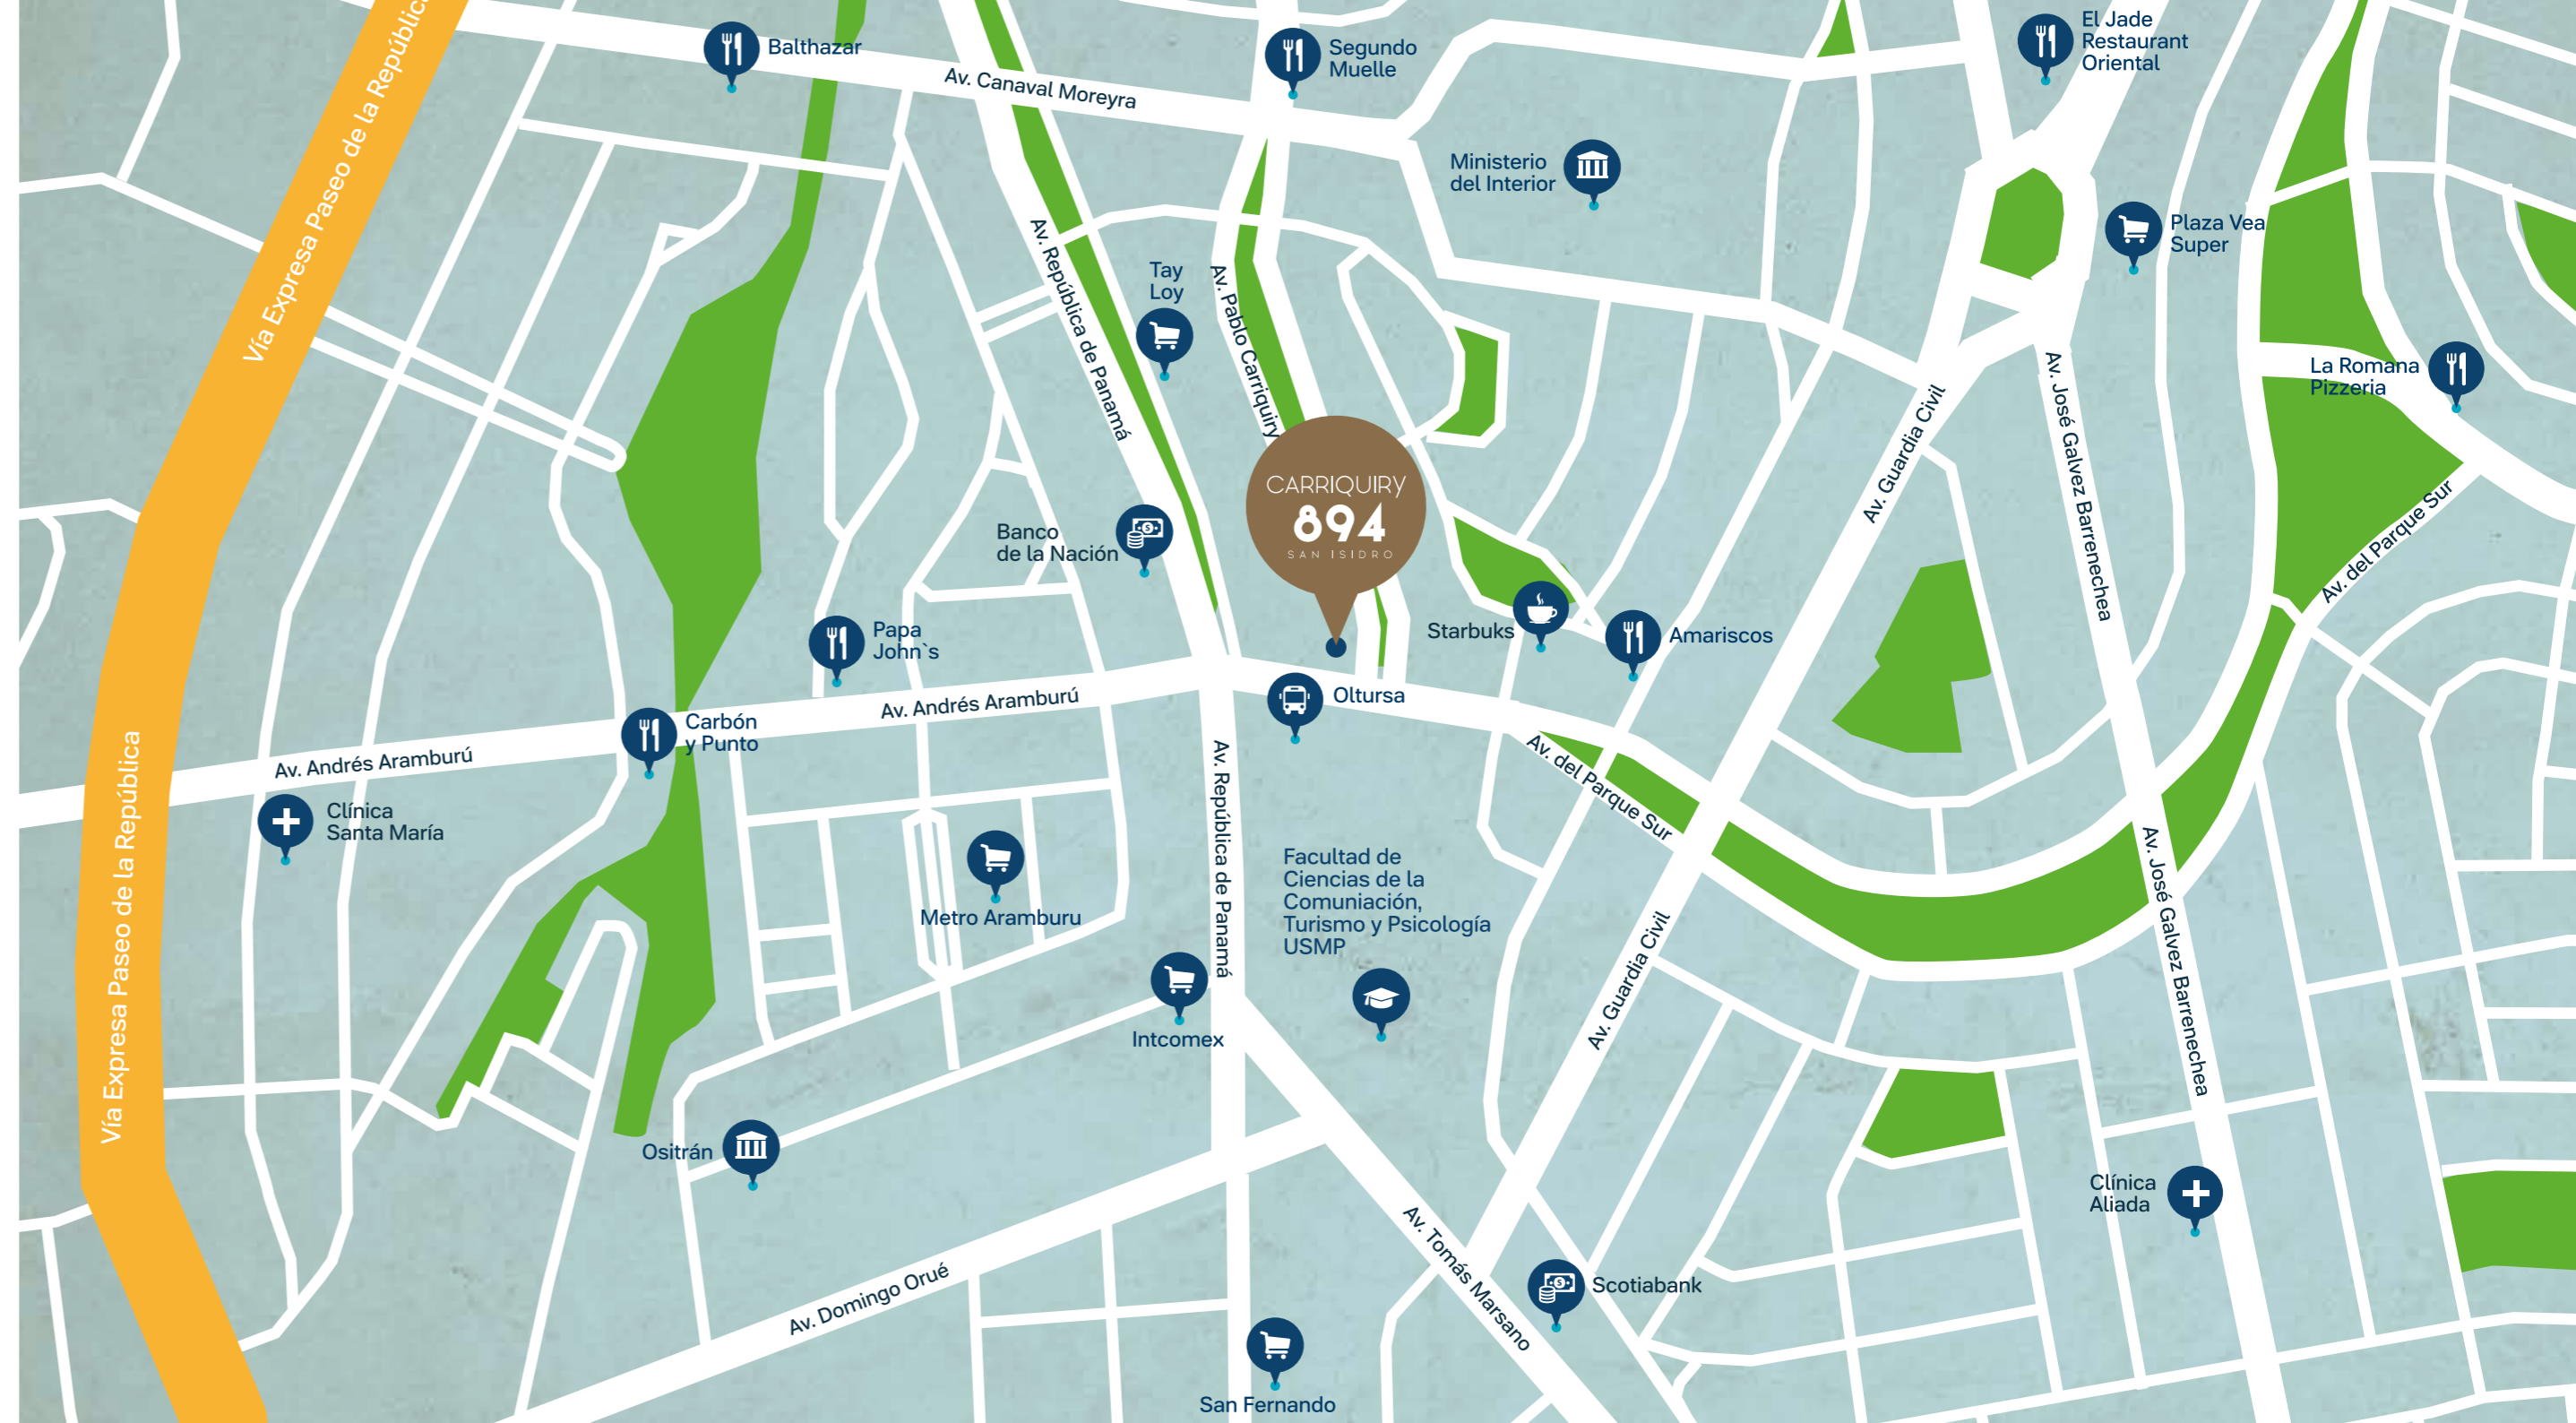 Vía Expresa Paseo de la República
Balthazar
Av. Canaval Moreyra
Segundo
Muelle
El Jade
Restaurant
Oriental
Ministerio
del Interior
Plaza Vea
Super
Av. República de Panamá
Tay
Loy
Av. Pablo Carriquiry
La Romana
Pizzeria
Av. Guardia Civil
Av. José Galvez Barrenechea
Av. del Parque Sur
CARRIQUIRY
894
SAN ISIDRO
Banco
de la Nación
Papa
John`s
Starbuks
Amariscos
Oltursa
Av. Andrés Aramburú
Carbón
y Punto
Av. Andrés Aramburú
Vía Expresa Paseo de la República
Clínica
Santa María
Av. República de Panamá
Av. del Parque Sur
Metro Aramburu
Facultad de
Ciencias de la
Comuniación,
Turismo y Psicología
USMP
Av. José Galvez Barrenechea
Av. Guardia Civil
Intcomex
Ositrán
Clínica
Aliada
Av. Tomás Marsano
Scotiabank
Av. Domingo Orué
San Fernando